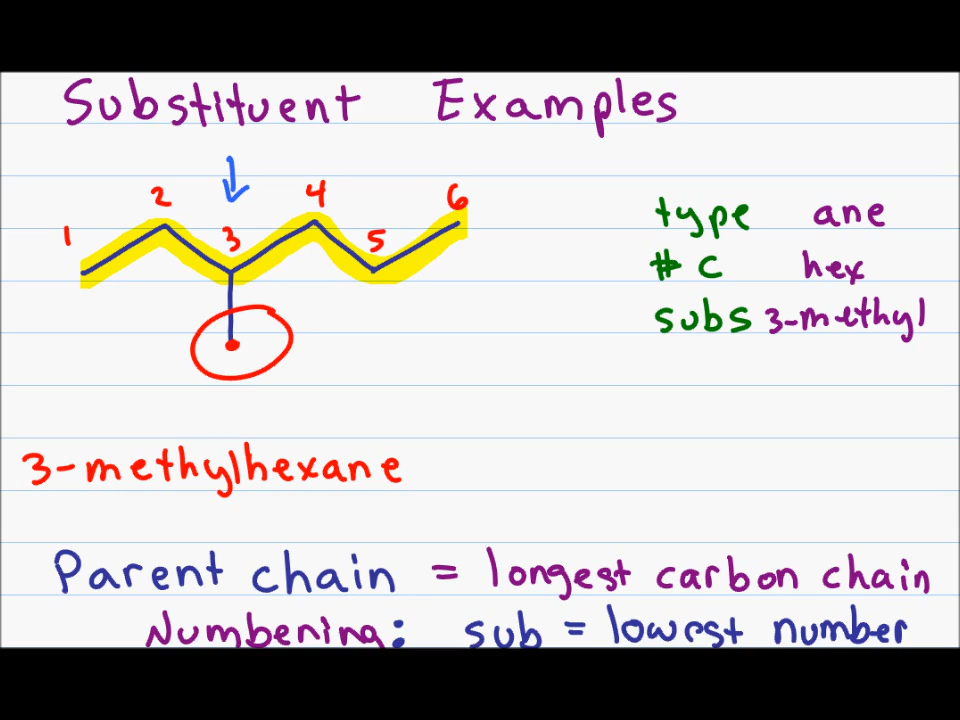 Substituent Examples
1 2 3 4 5 6
type ane
# C hex
subs 3-methyl
3-methylhexane
Parent chain = longest carbon chain
Numbering: sub = lowest number